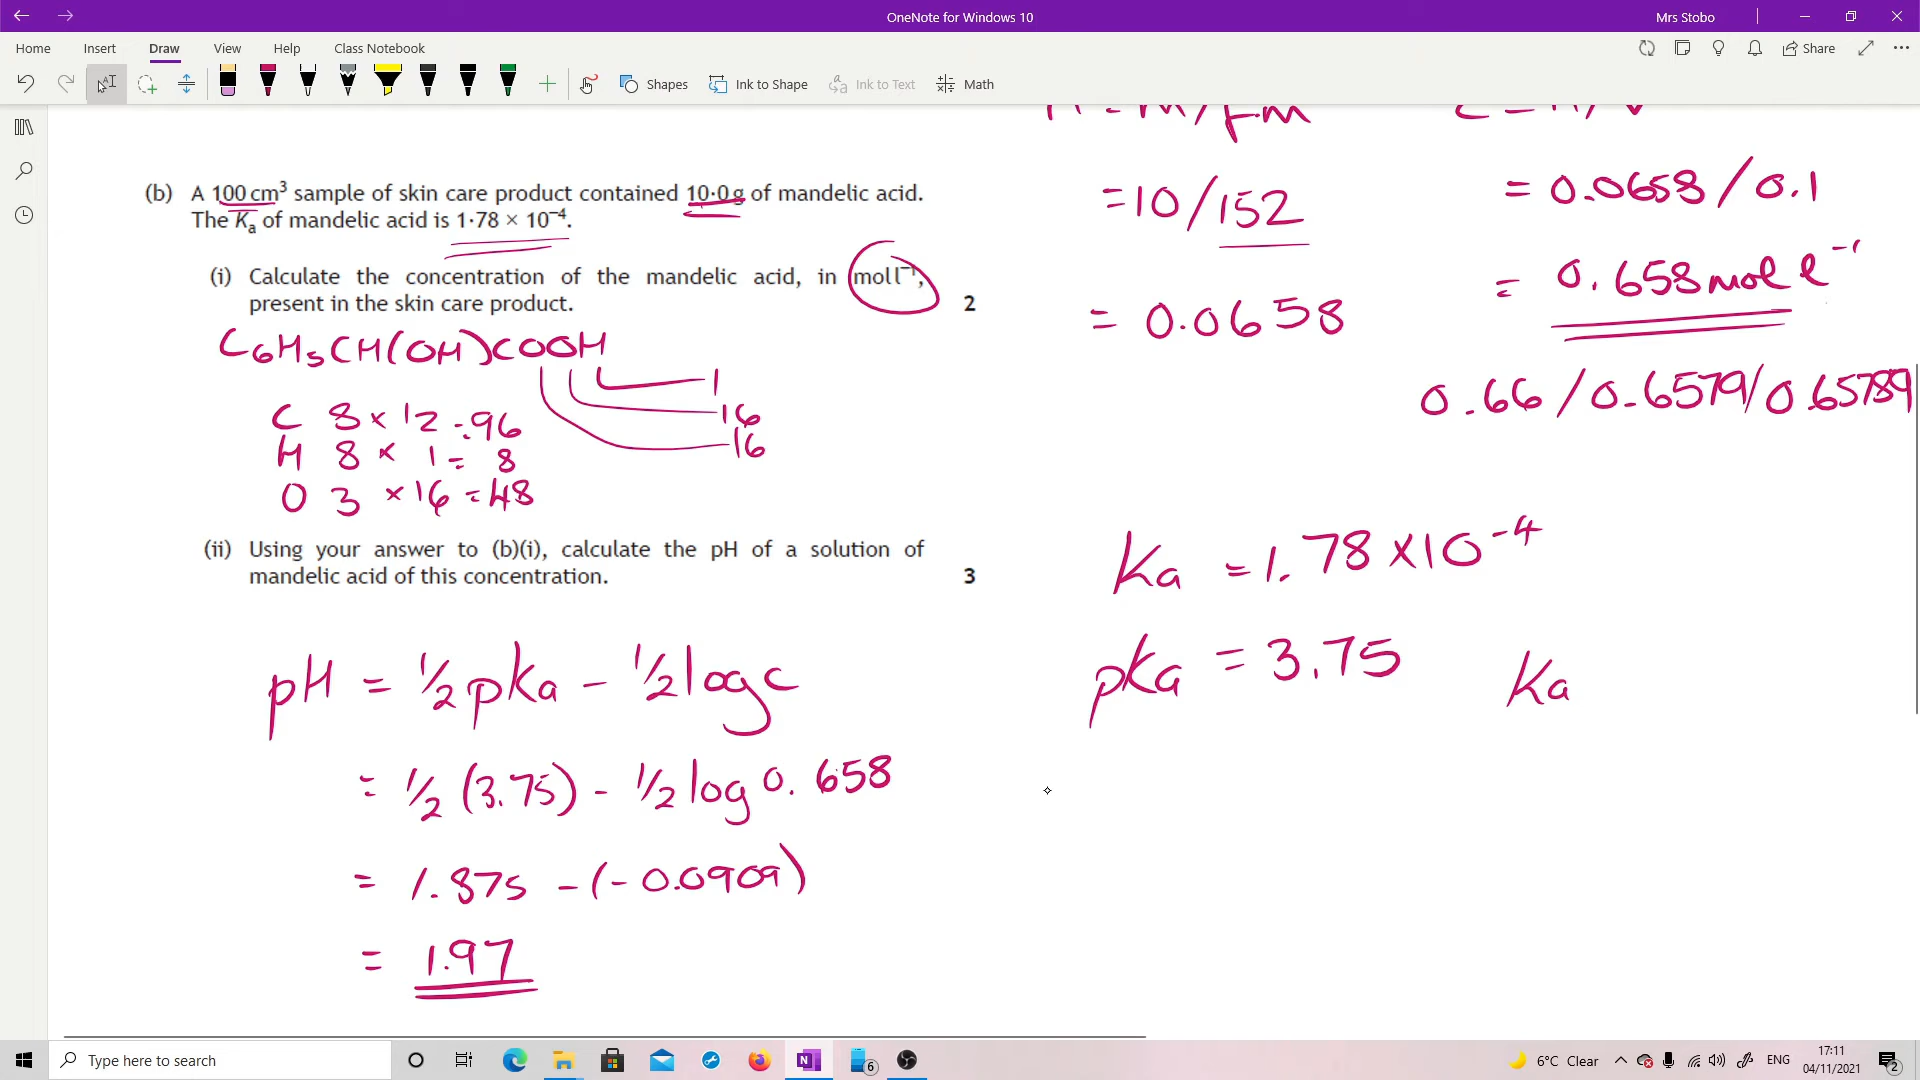 OneNote for Windows 10
Mrs Stobo
Home Insert Draw View Help Class Notebook
Share
Shapes
Ink to Shape
Ink to Text
Math
(b) A 100 cm³ sample of skin care product contained 10·0 g of mandelic acid.
The Kₐ of mandelic acid is 1·78 × 10⁻⁴.
(i) Calculate the concentration of the mandelic acid, in mol l⁻¹,
present in the skin care product. 2
C₆H₅CH(OH)COOH
1
16
16
C 8 × 12 = 96
H 8 × 1 = 8
O 3 × 16 = 48
(ii) Using your answer to (b)(i), calculate the pH of a solution of
mandelic acid of this concentration. 3
pH = ½ pKa - ½ log c
= ½ (3.75) - ½ log 0.658
= 1.875 - (-0.0909)
= 1.97
= 10/152
= 0.0658
= 0.0658 / 0.1
= 0.658 mol l⁻¹
0.66 / 0.6579 / 0.65789
Ka = 1.78 × 10⁻⁴
pKa = 3.75
Ka
Type here to search
6
6°C Clear
ENG
17:11
04/11/2021
2